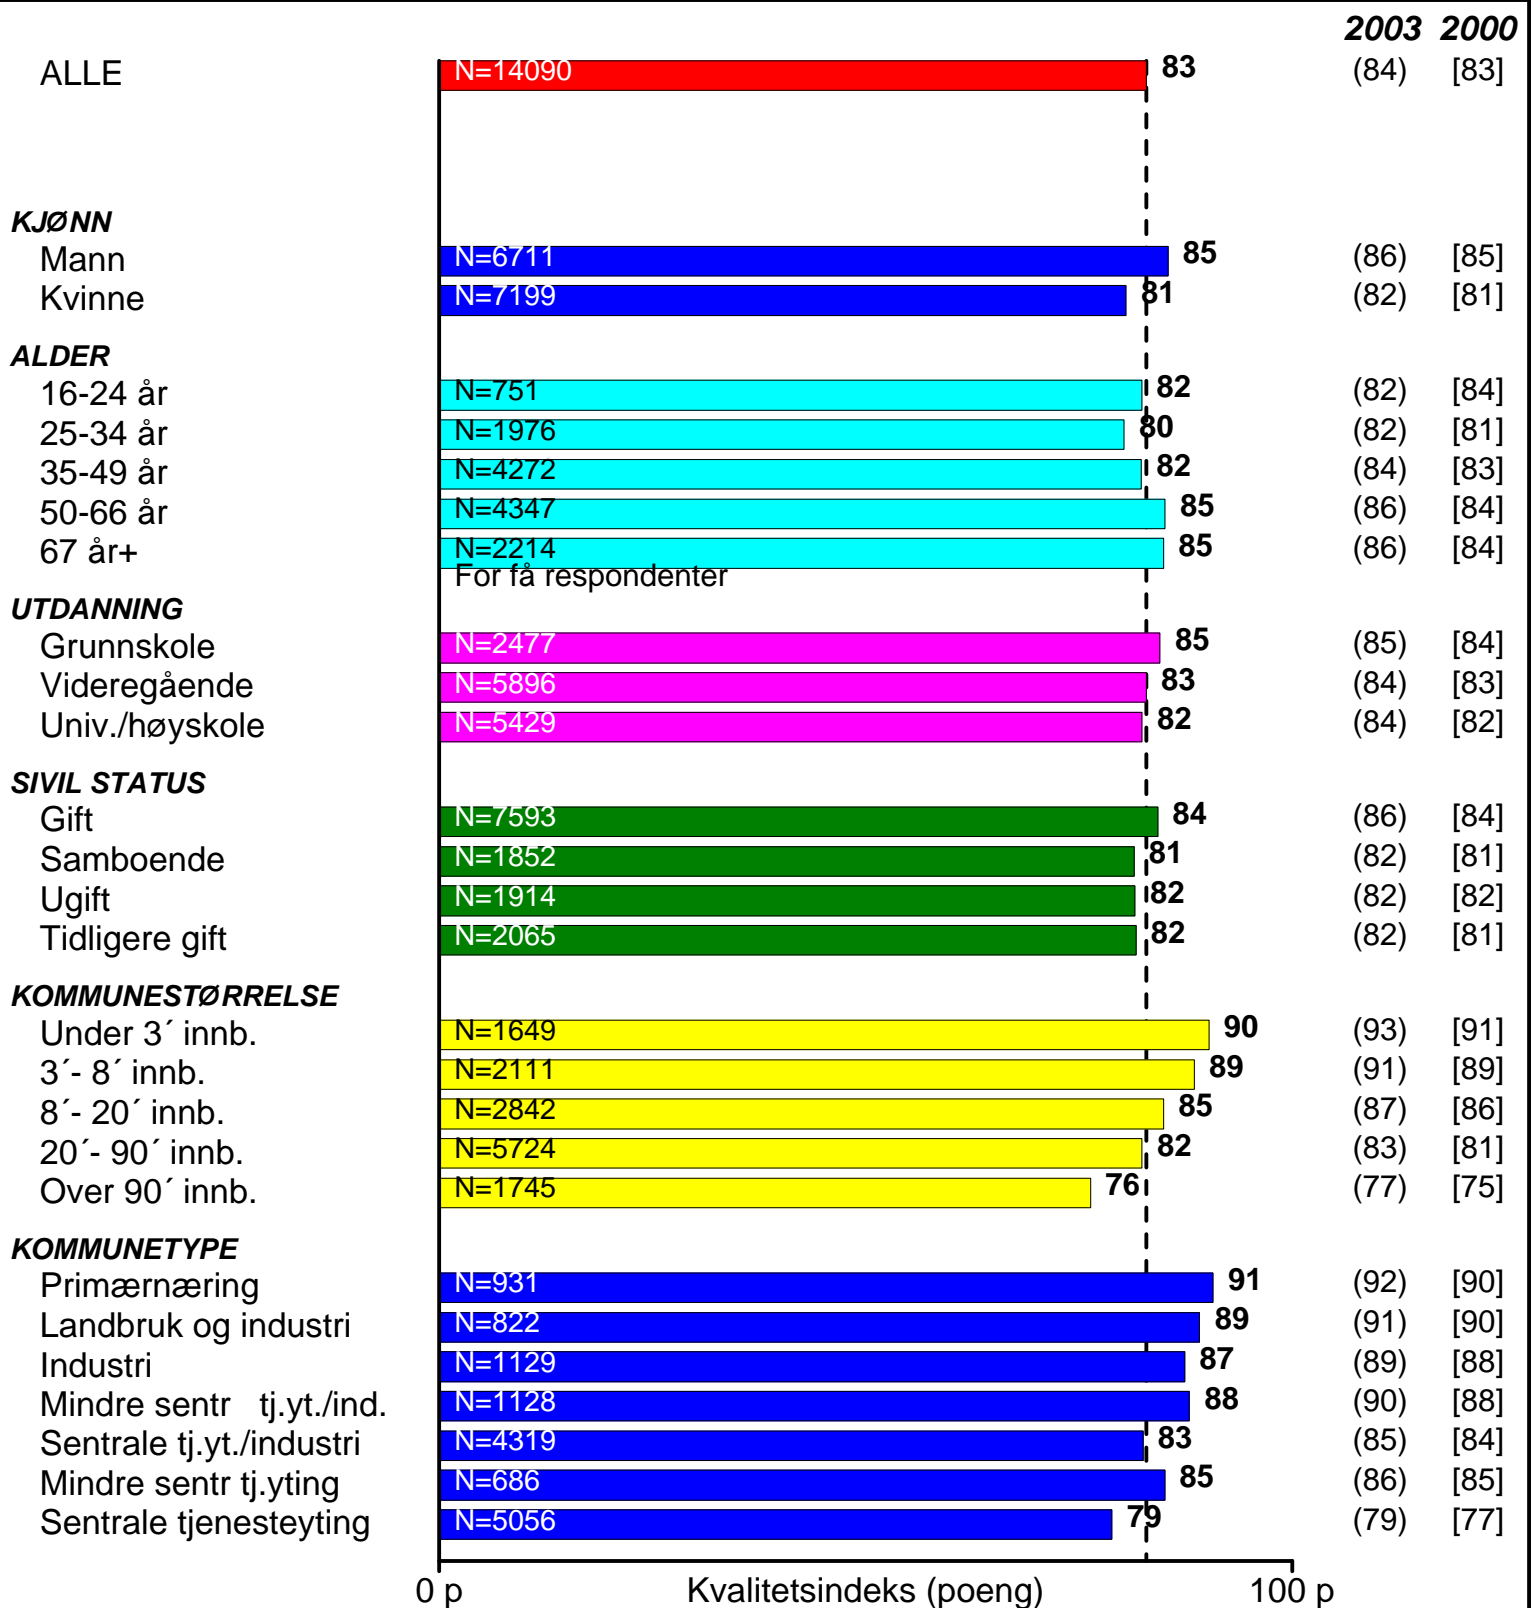 2003 2000
ALLE N=14090 83 (84) [83]
KJØNN
Mann N=6711 85 (86) [85]
Kvinne N=7199 81 (82) [81]
ALDER
16-24 år N=751 82 (82) [84]
25-34 år N=1976 80 (82) [81]
35-49 år N=4272 82 (84) [83]
50-66 år N=4347 85 (86) [84]
67 år+ N=2214 85 (86) [84]
For få respondenter
UTDANNING
Grunnskole N=2477 85 (85) [84]
Videregående N=5896 83 (84) [83]
Univ./høyskole N=5429 82 (84) [82]
SIVIL STATUS
Gift N=7593 84 (86) [84]
Samboende N=1852 81 (82) [81]
Ugift N=1914 82 (82) [82]
Tidligere gift N=2065 82 (82) [81]
KOMMUNESTØRRELSE
Under 3´ innb. N=1649 90 (93) [91]
3´- 8´ innb. N=2111 89 (91) [89]
8´- 20´ innb. N=2842 85 (87) [86]
20´- 90´ innb. N=5724 82 (83) [81]
Over 90´ innb. N=1745 76 (77) [75]
KOMMUNETYPE
Primærnæring N=931 91 (92) [90]
Landbruk og industri N=822 89 (91) [90]
Industri N=1129 87 (89) [88]
Mindre sentr tj.yt./ind. N=1128 88 (90) [88]
Sentrale tj.yt./industri N=4319 83 (85) [84]
Mindre sentr tj.yting N=686 85 (86) [85]
Sentrale tjenesteyting N=5056 79 (79) [77]
0 p Kvalitetsindeks (poeng) 100 p